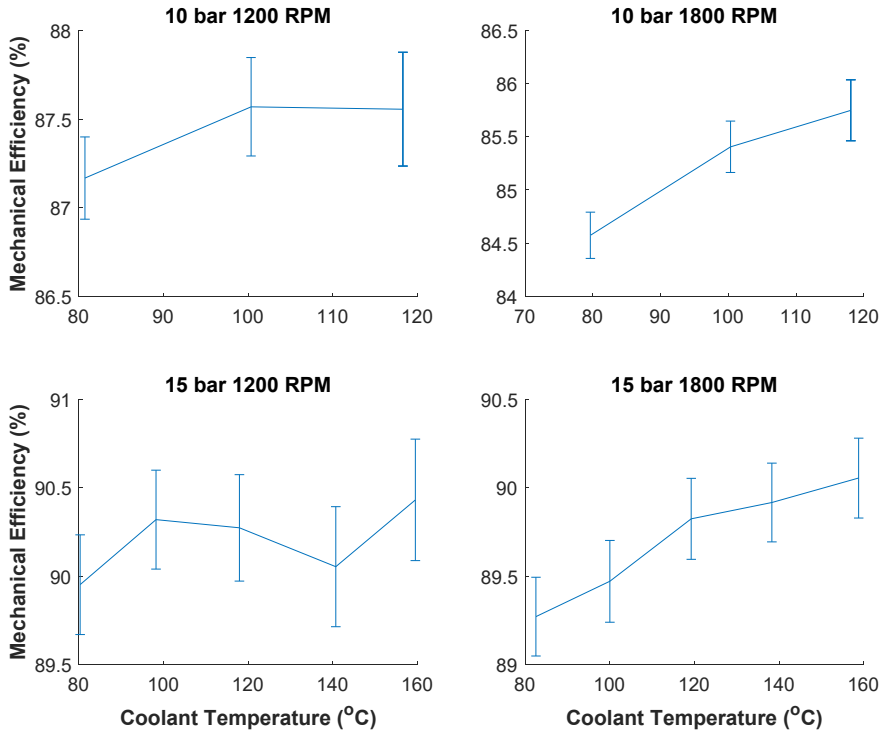 10 bar 1200 RPM
Mechanical Efficiency (%)
88
87.5
87
86.5
80 90 100 110 120
10 bar 1800 RPM
86.5
86
85.5
85
84.5
84
70 80 90 100 110 120
15 bar 1200 RPM
Mechanical Efficiency (%)
91
90.5
90
89.5
80 100 120 140 160
Coolant Temperature (°C)
15 bar 1800 RPM
90.5
90
89.5
89
80 100 120 140 160
Coolant Temperature (°C)